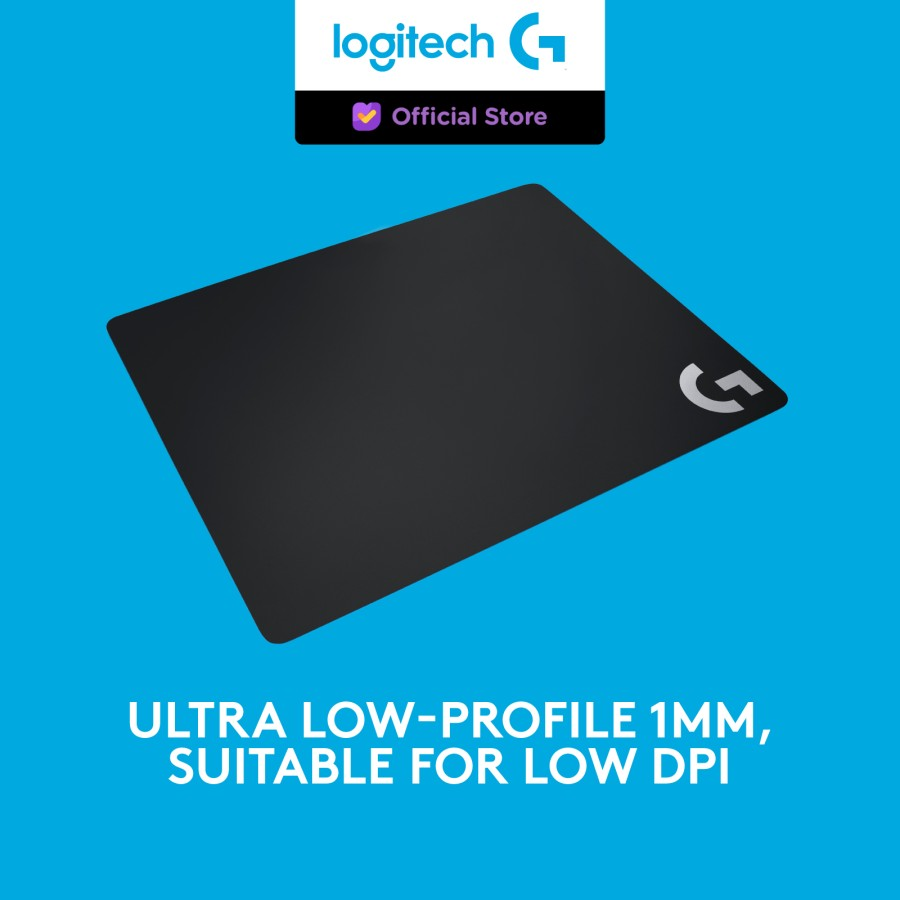 logitech G
Official Store
G
ULTRA LOW-PROFILE 1MM,
SUITABLE FOR LOW DPI